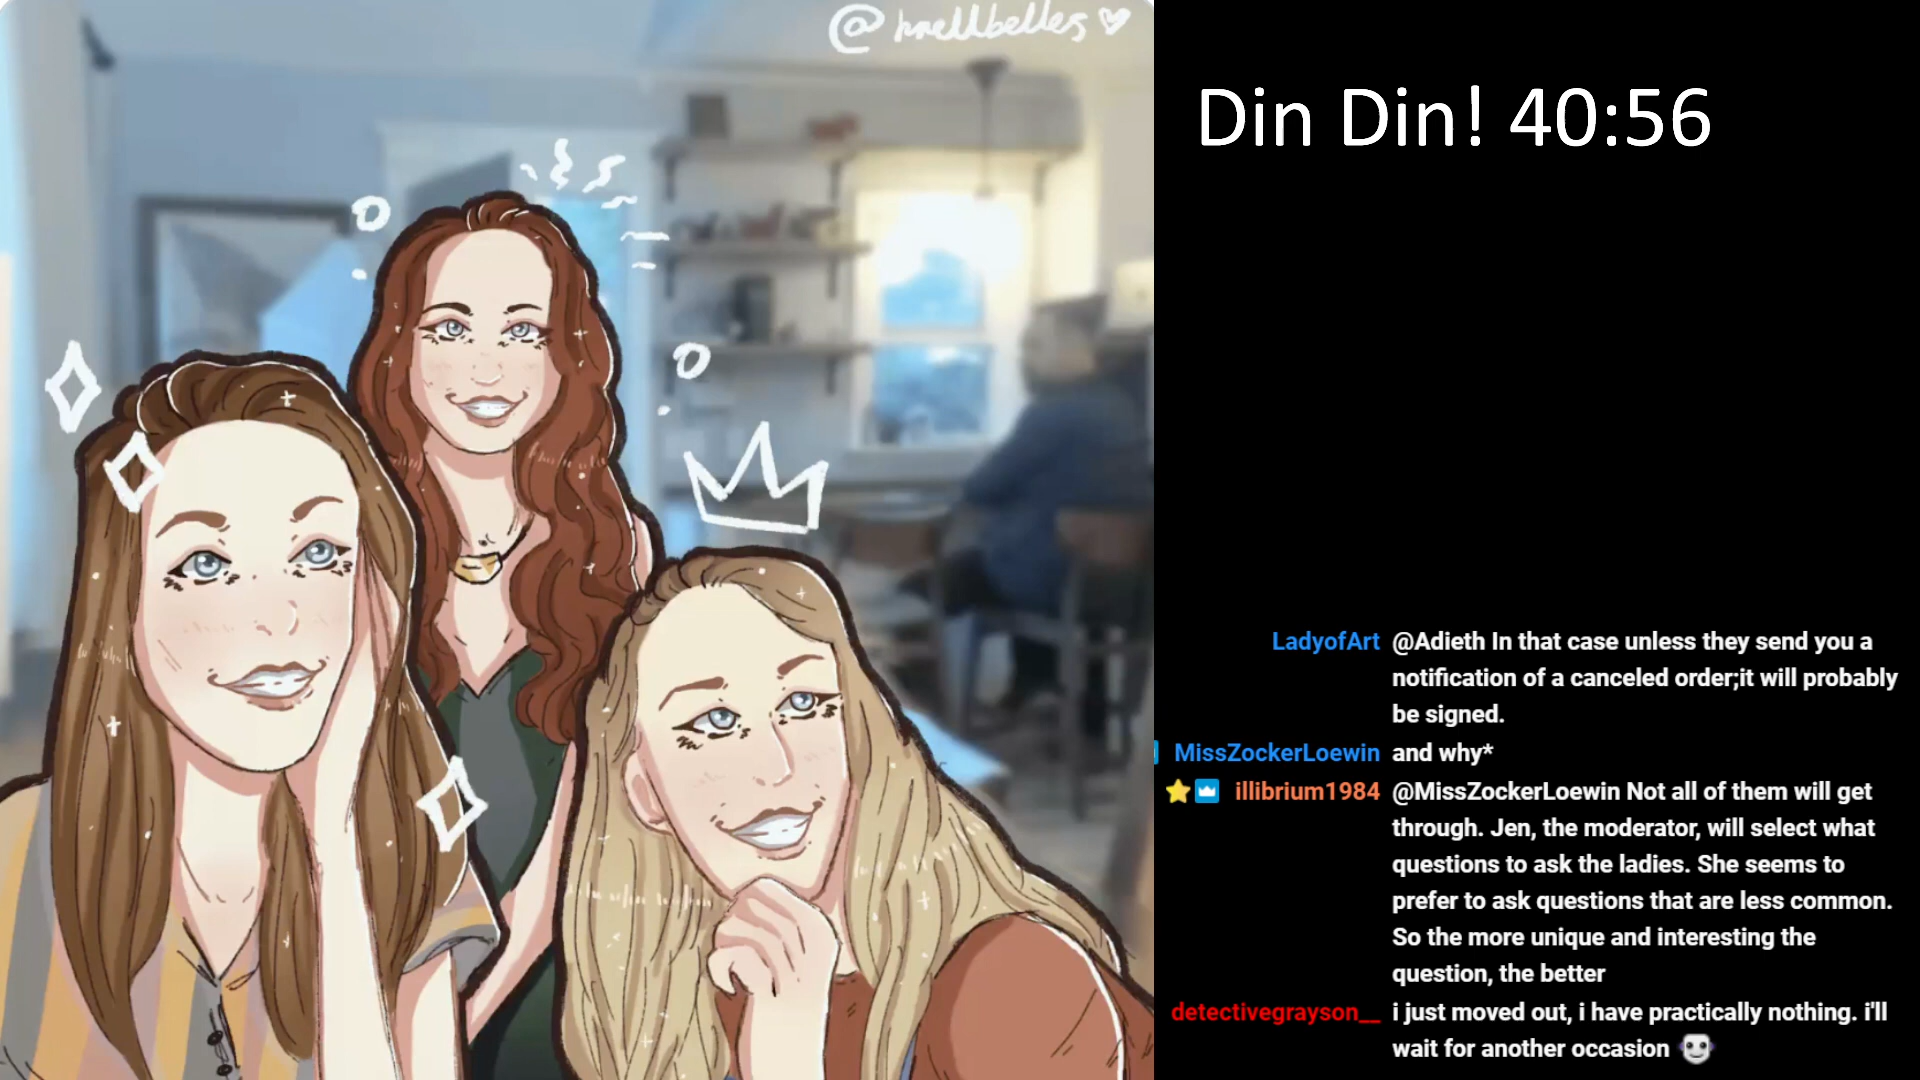 @hnellbelles
Din Din! 40:56
LadyofArt @Adieth In that case unless they send you a
notification of a canceled order;it will probably
be signed.
MissZockerLoewin and why*
illibrium1984 @MissZockerLoewin Not all of them will get
through. Jen, the moderator, will select what
questions to ask the ladies. She seems to
prefer to ask questions that are less common.
So the more unique and interesting the
question, the better
detectivegrayson__ i just moved out, i have practically nothing. i'll
wait for another occasion